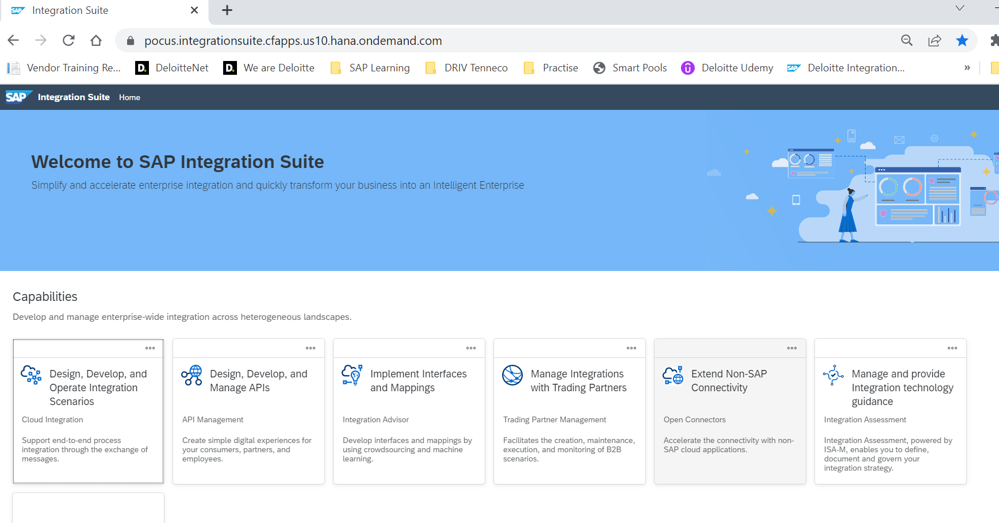 SAP Integration Suite
pocus.integrationsuite.cfapps.us10.hana.ondemand.com
Vendor Training Re... D. DeloitteNet D. We are Deloitte SAP Learning DRIV Tenneco Practise Smart Pools Deloitte Udemy SAP Deloitte Integration... »
SAP Integration Suite Home
Welcome to SAP Integration Suite
Simplify and accelerate enterprise integration and quickly transform your business into an Intelligent Enterprise
Capabilities
Develop and manage enterprise-wide integration across heterogeneous landscapes.
Design, Develop, and
Operate Integration
Scenarios
Cloud Integration
Support end-to-end process
integration through the exchange of
messages.
Design, Develop, and
Manage APIs
API Management
Create simple digital experiences for
your consumers, partners, and
employees.
Implement Interfaces
and Mappings
Integration Advisor
Develop interfaces and mappings by
using crowdsourcing and machine
learning.
Manage Integrations
with Trading Partners
Trading Partner Management
Facilitates the creation, maintenance,
execution, and monitoring of B2B
scenarios.
Extend Non-SAP
Connectivity
Open Connectors
Accelerate the connectivity with non-
SAP cloud applications.
Manage and provide
Integration technology
guidance
Integration Assessment
Integration Assessment, powered by
ISA-M, enables you to define,
document and govern your
integration strategy.